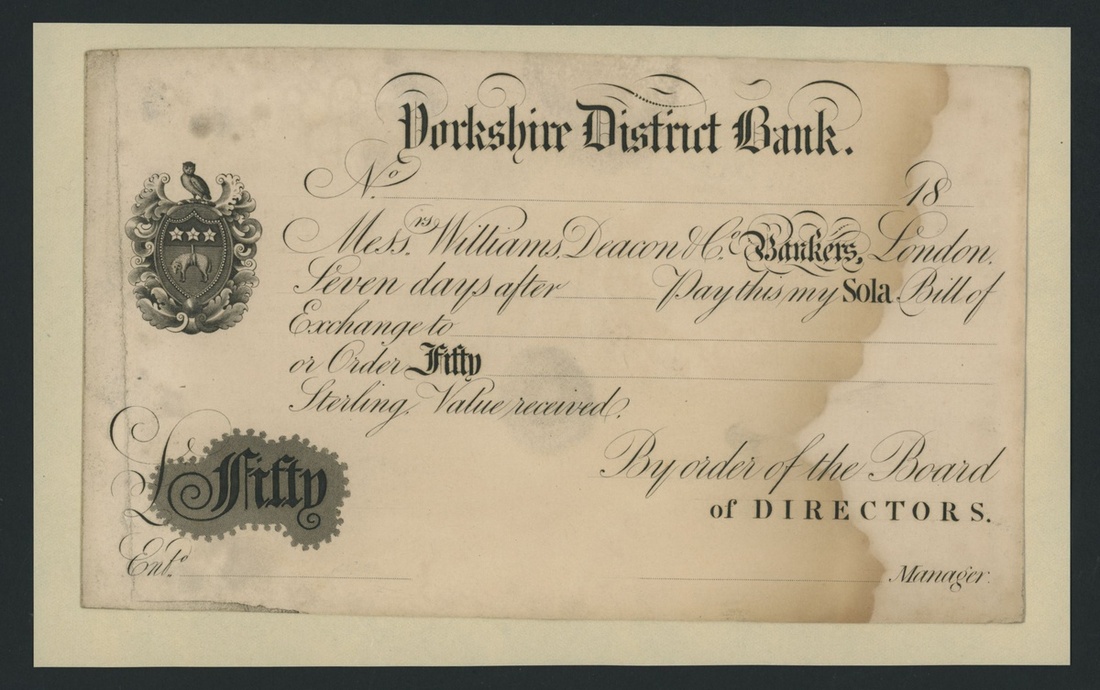 Yorkshire District Bank.
No. 18
Messrs. Williams, Deacon & Co. Bankers, London.
Seven days after Pay this my Sola Bill of
Exchange to
or Order Fifty
Sterling. Value received.
£ Fifty
By order of the Board
of DIRECTORS.
Entd. Manager.